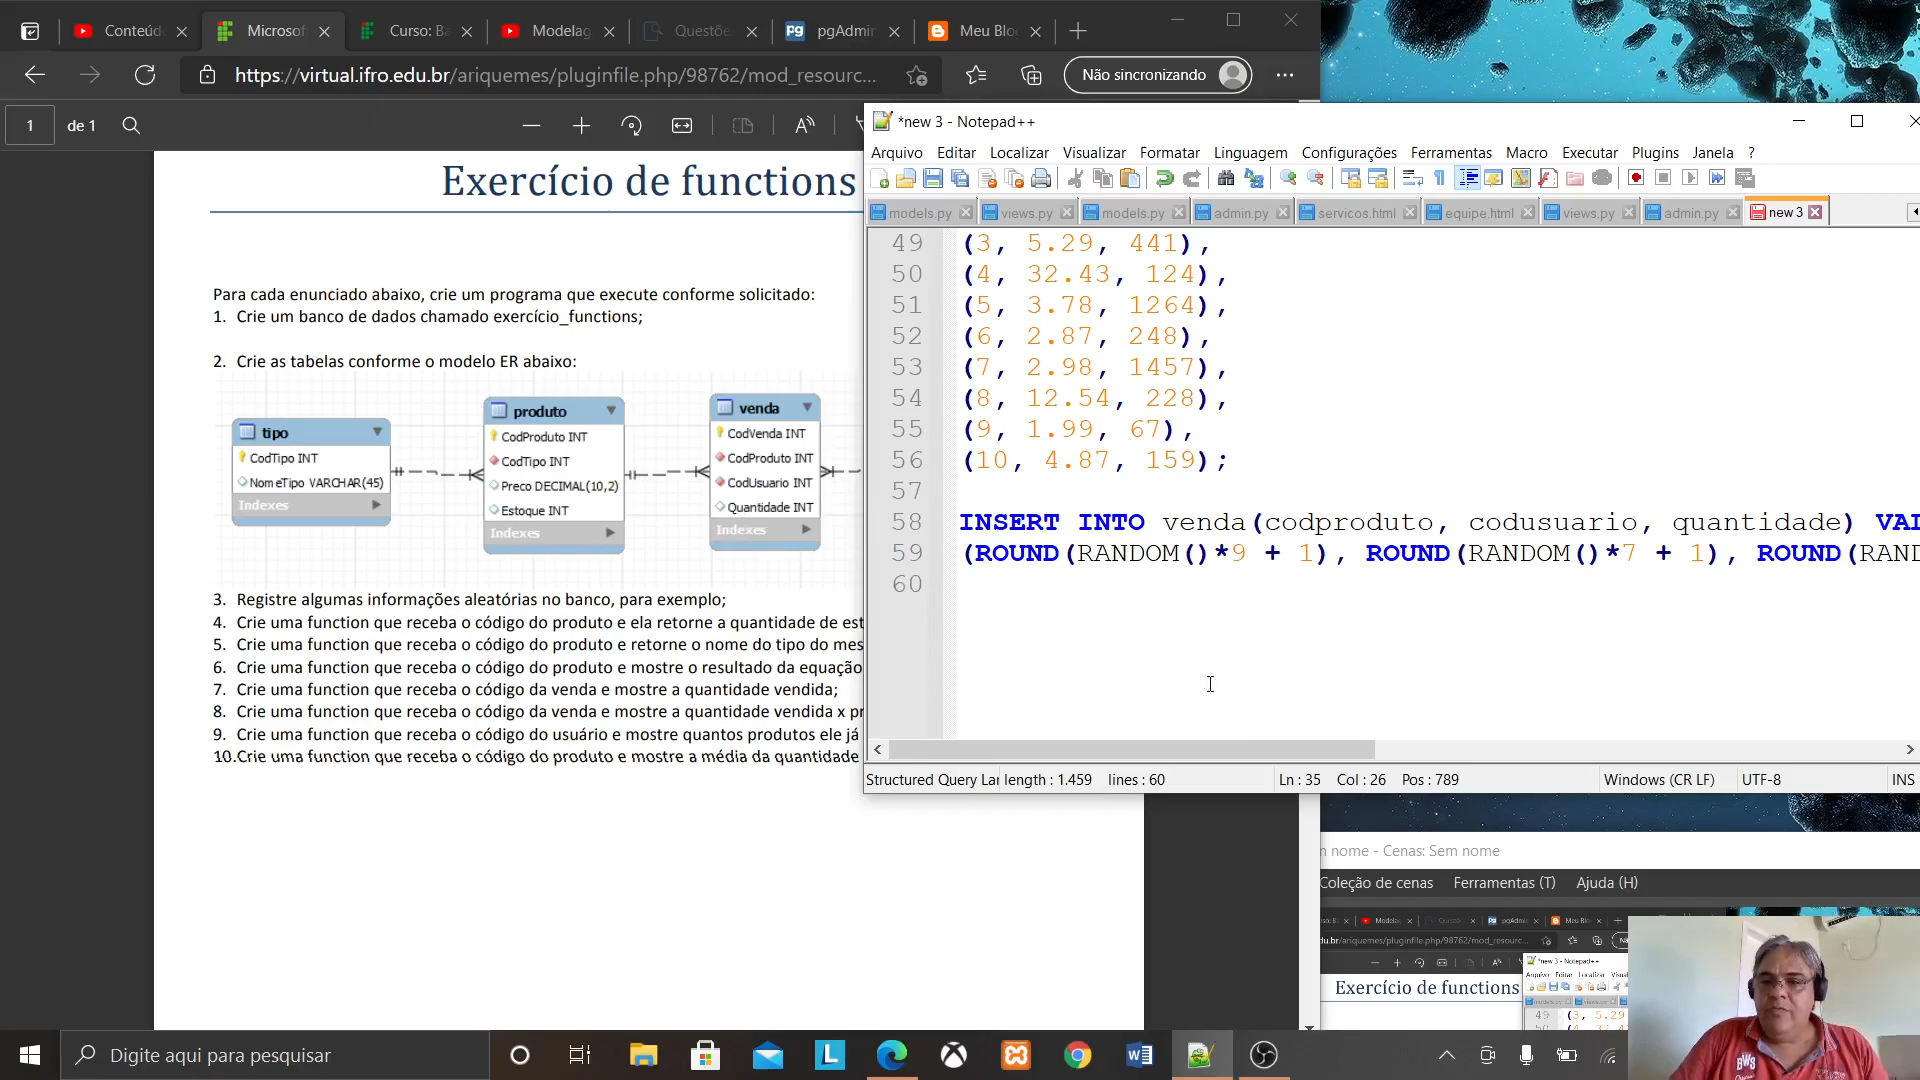 Conteúd
Microsof
Curso: Ba
Modelag
Questõe
pgAdmin
Meu Blo
https://virtual.ifro.edu.br/ariquemes/pluginfile.php/98762/mod_resourc...
Não sincronizando
1 de 1
Exercício de functions
Para cada enunciado abaixo, crie um programa que execute conforme solicitado:
1. Crie um banco de dados chamado exercício_functions;
2. Crie as tabelas conforme o modelo ER abaixo:
tipo
CodTipo INT
NomeTipo VARCHAR(45)
Indexes
produto
CodProduto INT
CodTipo INT
Preco DECIMAL(10,2)
Estoque INT
Indexes
venda
CodVenda INT
CodProduto INT
CodUsuario INT
Quantidade INT
Indexes
3. Registre algumas informações aleatórias no banco, para exemplo;
4. Crie uma function que receba o código do produto e ela retorne a quantidade de est
5. Crie uma function que receba o código do produto e retorne o nome do tipo do mes
6. Crie uma function que receba o código do produto e mostre o resultado da equação
7. Crie uma function que receba o código da venda e mostre a quantidade vendida;
8. Crie uma function que receba o código da venda e mostre a quantidade vendida x pr
9. Crie uma function que receba o código do usuário e mostre quantos produtos ele já
10.Crie uma function que receba o código do produto e mostre a média da quantidade
*new 3 - Notepad++
Arquivo Editar Localizar Visualizar Formatar Linguagem Configurações Ferramentas Macro Executar Plugins Janela ?
models.py views.py models.py admin.py servicos.html equipe.html views.py admin.py new 3
49 (3, 5.29, 441),
50 (4, 32.43, 124),
51 (5, 3.78, 1264),
52 (6, 2.87, 248),
53 (7, 2.98, 1457),
54 (8, 12.54, 228),
55 (9, 1.99, 67),
56 (10, 4.87, 159);
57
58 INSERT INTO venda(codproduto, codusuario, quantidade) VAL
59 (ROUND(RANDOM()*9 + 1), ROUND(RANDOM()*7 + 1), ROUND(RAND
60
Structured Query Lan length : 1.459 lines : 60 Ln : 35 Col : 26 Pos : 789 Windows (CR LF) UTF-8 INS
m nome - Cenas: Sem nome
Coleção de cenas Ferramentas (T) Ajuda (H)
Exercício de functions
BWS
Digite aqui para pesquisar